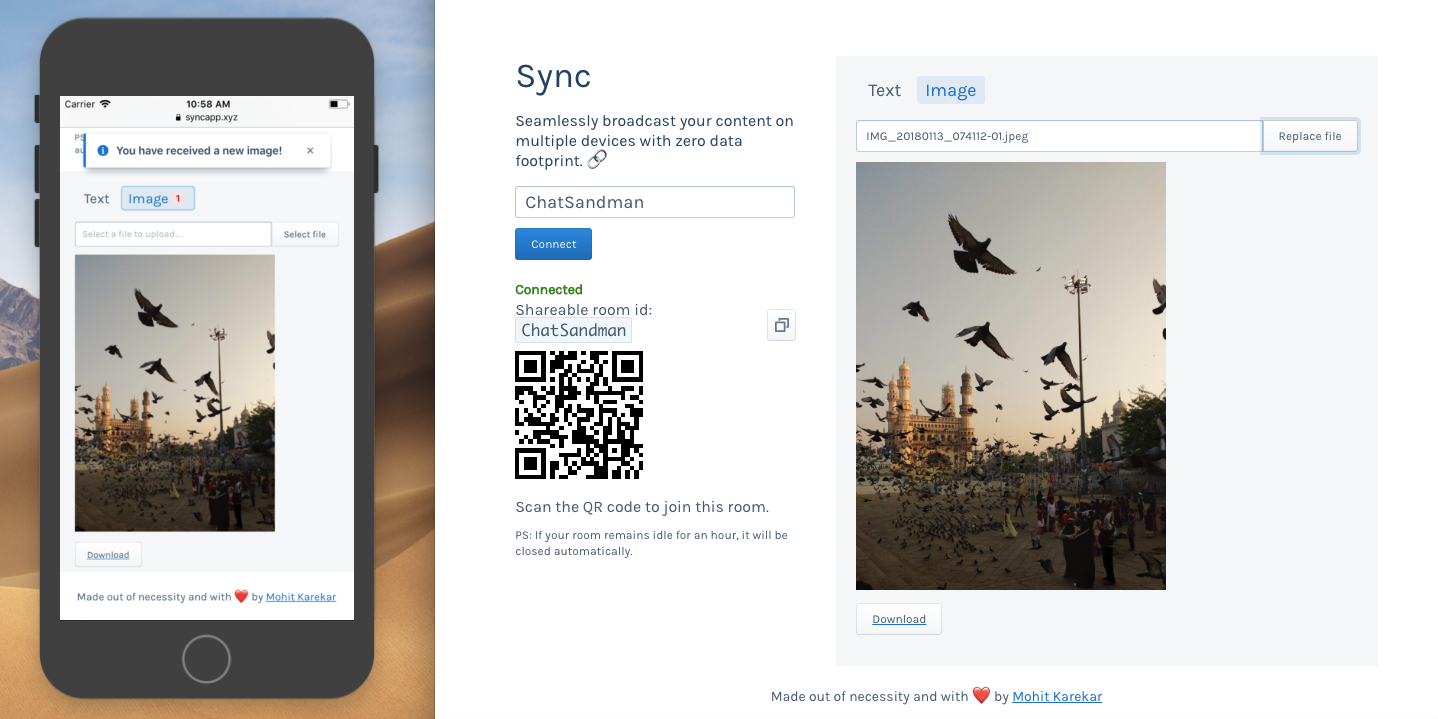 Carrier
10:58 AM
syncapp.xyz
PS
au
You have received a new image!
Text
Image 1
Select a file to upload...
Select file
Download
Made out of necessity and with ❤️ by Mohit Karekar
Sync
Seamlessly broadcast your content on
multiple devices with zero data
footprint. 🔗
ChatSandman
Connect
Connected
Shareable room id:
ChatSandman
Scan the QR code to join this room.
PS: If your room remains idle for an hour, it will be
closed automatically.
Text
Image
IMG_20180113_074112-01.jpeg
Replace file
Download
Made out of necessity and with ❤️ by Mohit Karekar